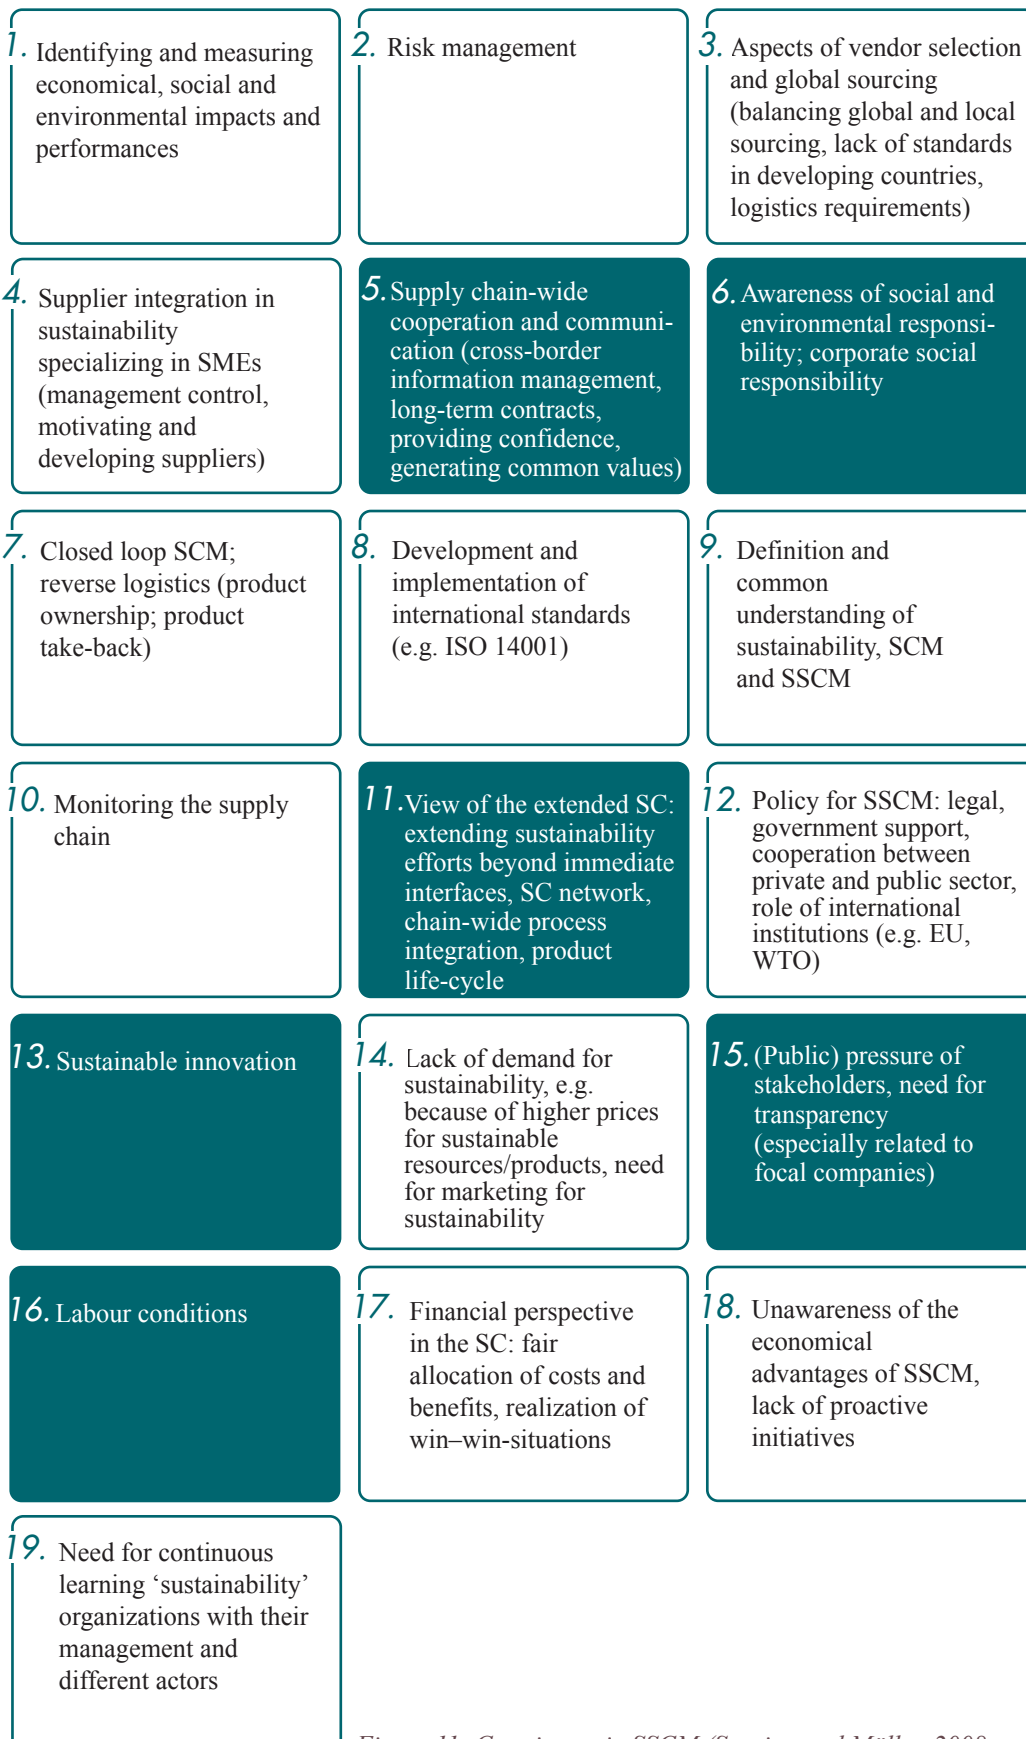 1. Identifying and measuring
economical, social and
environmental impacts and
performances
2. Risk management
3. Aspects of vendor selection
and global sourcing
(balancing global and local
sourcing, lack of standards
in developing countries,
logistics requirements)
4. Supplier integration in
sustainability
specializing in SMEs
(management control,
motivating and
developing suppliers)
5. Supply chain-wide
cooperation and communi-
cation (cross-border
information management,
long-term contracts,
providing confidence,
generating common values)
6. Awareness of social and
environmental responsi-
bility; corporate social
responsibility
7. Closed loop SCM;
reverse logistics (product
ownership; product
take-back)
8. Development and
implementation of
international standards
(e.g. ISO 14001)
9. Definition and
common
understanding of
sustainability, SCM
and SSCM
10. Monitoring the supply
chain
11. View of the extended SC:
extending sustainability
efforts beyond immediate
interfaces, SC network,
chain-wide process
integration, product
life-cycle
12. Policy for SSCM: legal,
government support,
cooperation between
private and public sector,
role of international
institutions (e.g. EU,
WTO)
13. Sustainable innovation
14. Lack of demand for
sustainability, e.g.
because of higher prices
for sustainable
resources/products, need
for marketing for
sustainability
15. (Public) pressure of
stakeholders, need for
transparency
(especially related to
focal companies)
16. Labour conditions
17. Financial perspective
in the SC: fair
allocation of costs and
benefits, realization of
win–win-situations
18. Unawareness of the
economical
advantages of SSCM,
lack of proactive
initiatives
19. Need for continuous
learning ‘sustainability’
organizations with their
management and
different actors